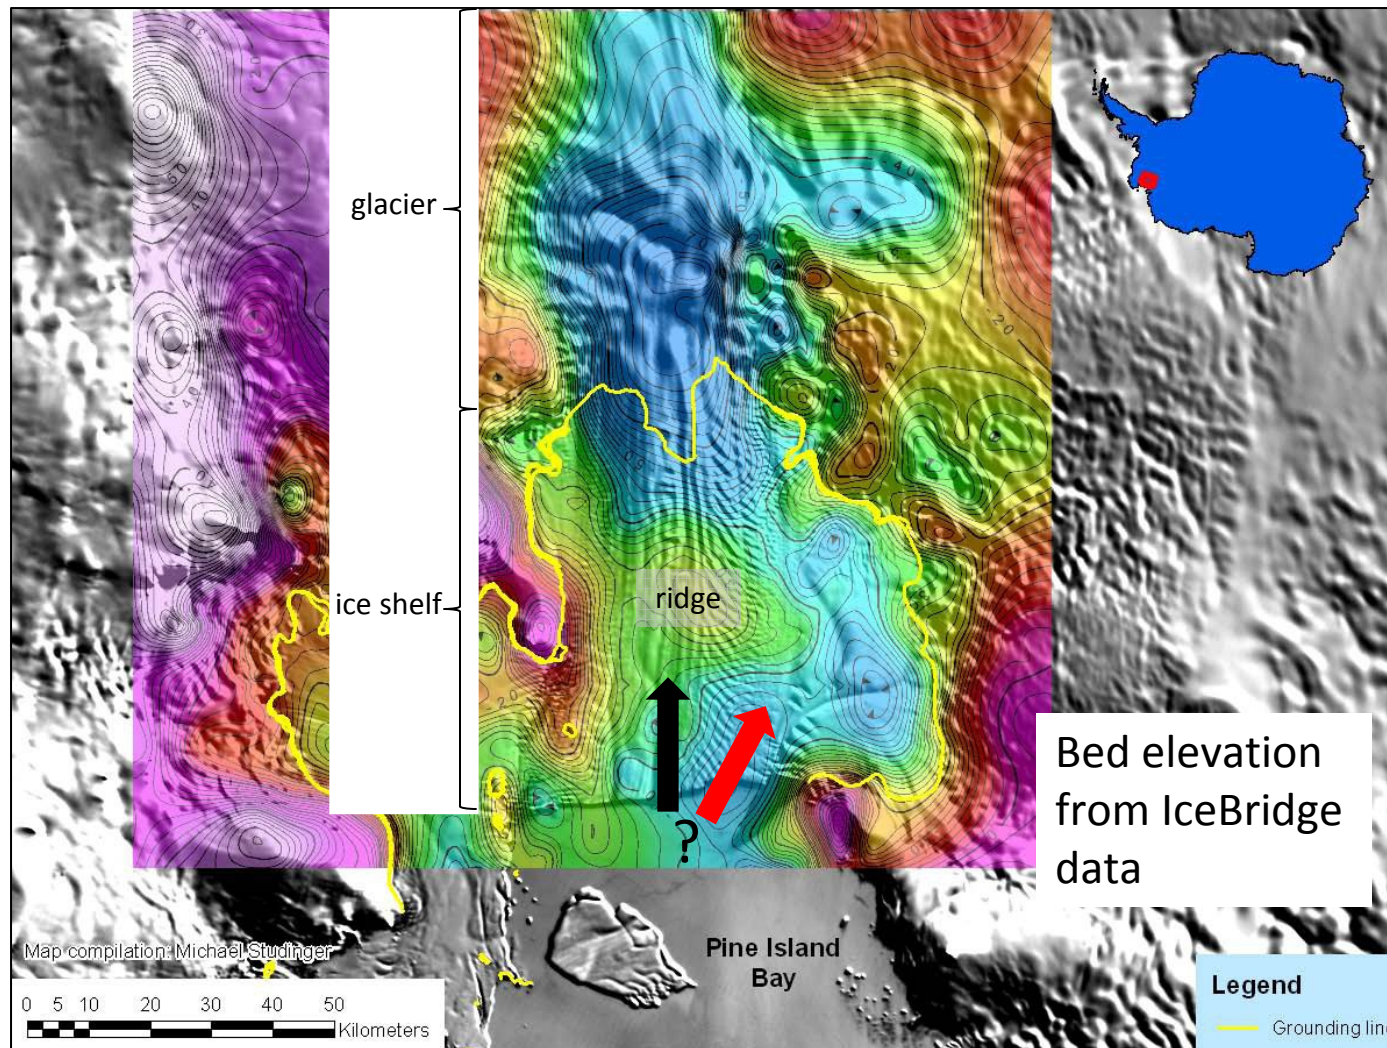 glacier
ice shelf
ridge
?
Bed elevation
from IceBridge
data
Map compilation: Michael Studinger
Pine Island
Bay
0 5 10 20 30 40 50
Kilometers
Legend
Grounding line